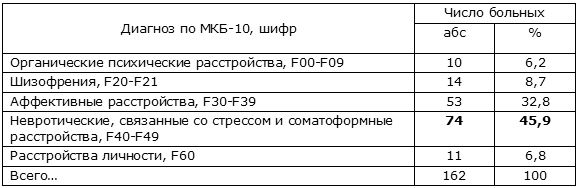 Диагноз по МКБ-10, шифр Число больных
абс %
Органические психические расстройства, F00-F09 10 6,2
Шизофрения, F20-F21 14 8,7
Аффективные расстройства, F30-F39 53 32,8
Невротические, связанные со стрессом и соматоформные 74 45,9
расстройства, F40-F49
Расстройства личности, F60 11 6,8
Всего... 162 100